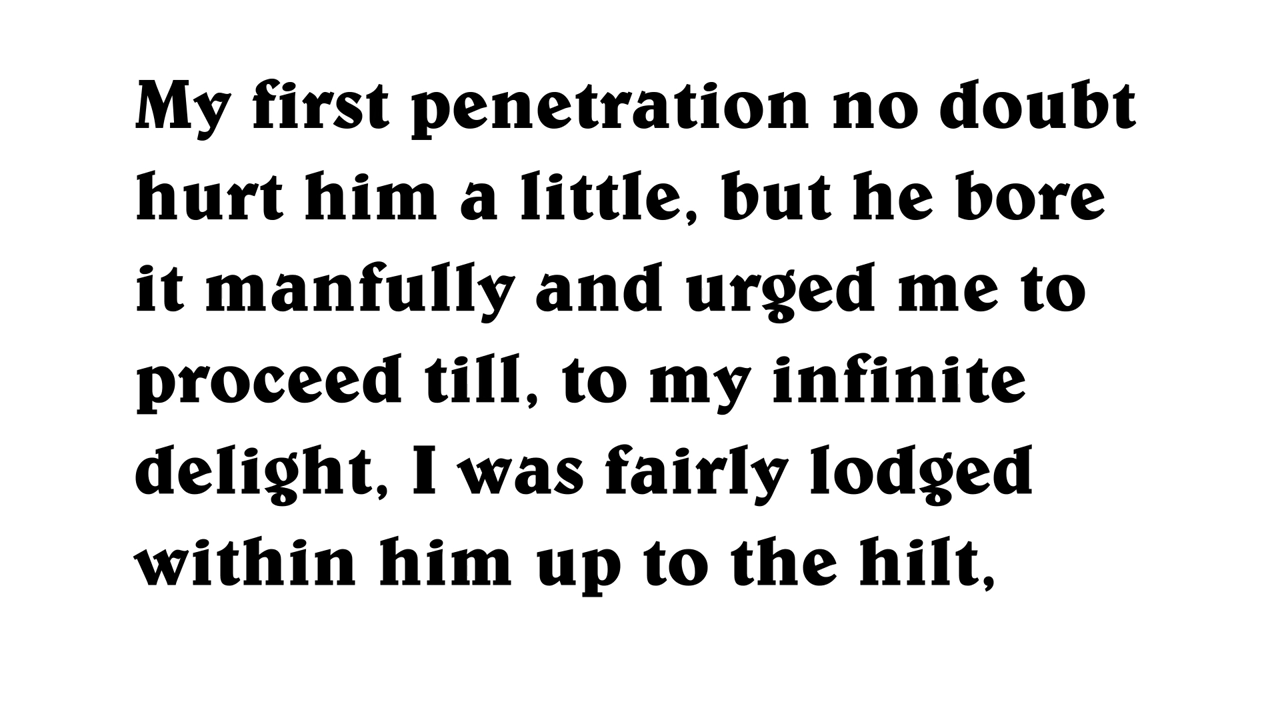 My first penetration no doubt
hurt him a little, but he bore
it manfully and urged me to
proceed till, to my infinite
delight, I was fairly lodged
within him up to the hilt,